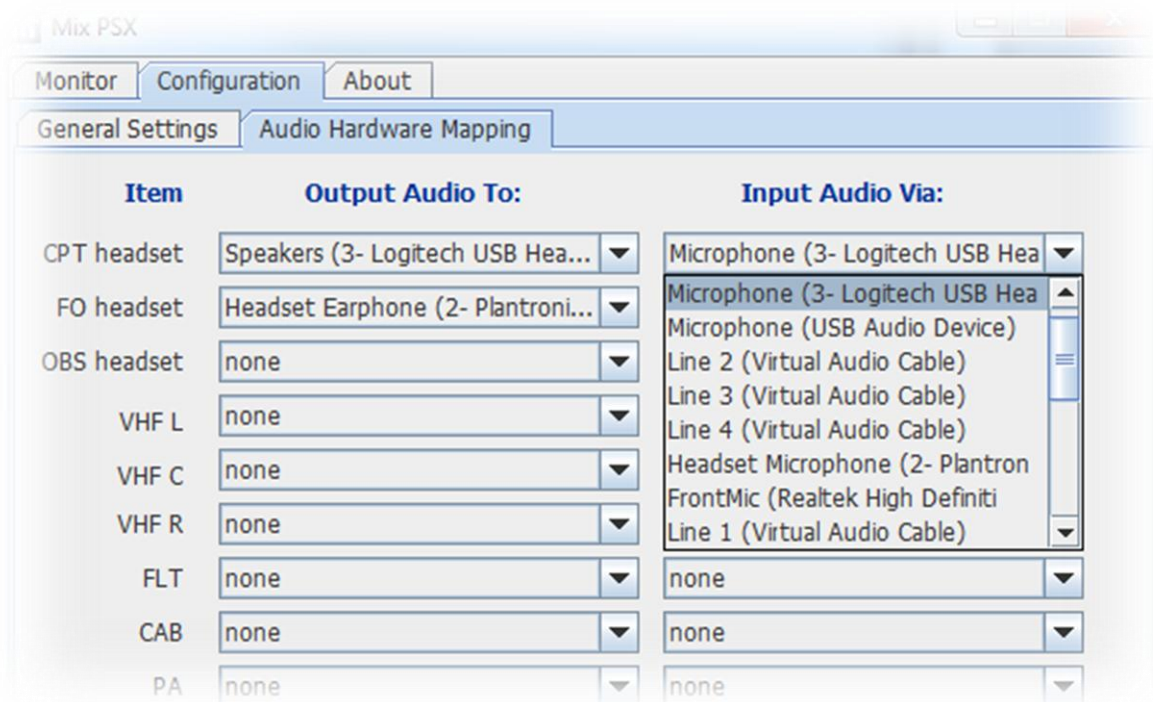 Mix PSX
Monitor Configuration About
General Settings Audio Hardware Mapping
Item Output Audio To: Input Audio Via:
CPT headset Speakers (3- Logitech USB Hea... Microphone (3- Logitech USB Hea
Microphone (3- Logitech USB Hea
FO headset Headset Earphone (2- Plantroni...
Microphone (USB Audio Device)
OBS headset none Line 2 (Virtual Audio Cable)
Line 3 (Virtual Audio Cable)
VHF L none
Line 4 (Virtual Audio Cable)
VHF C none Headset Microphone (2- Plantron
FrontMic (Realtek High Definiti
VHF R none Line 1 (Virtual Audio Cable)
FLT none none
CAB none none
PA none none